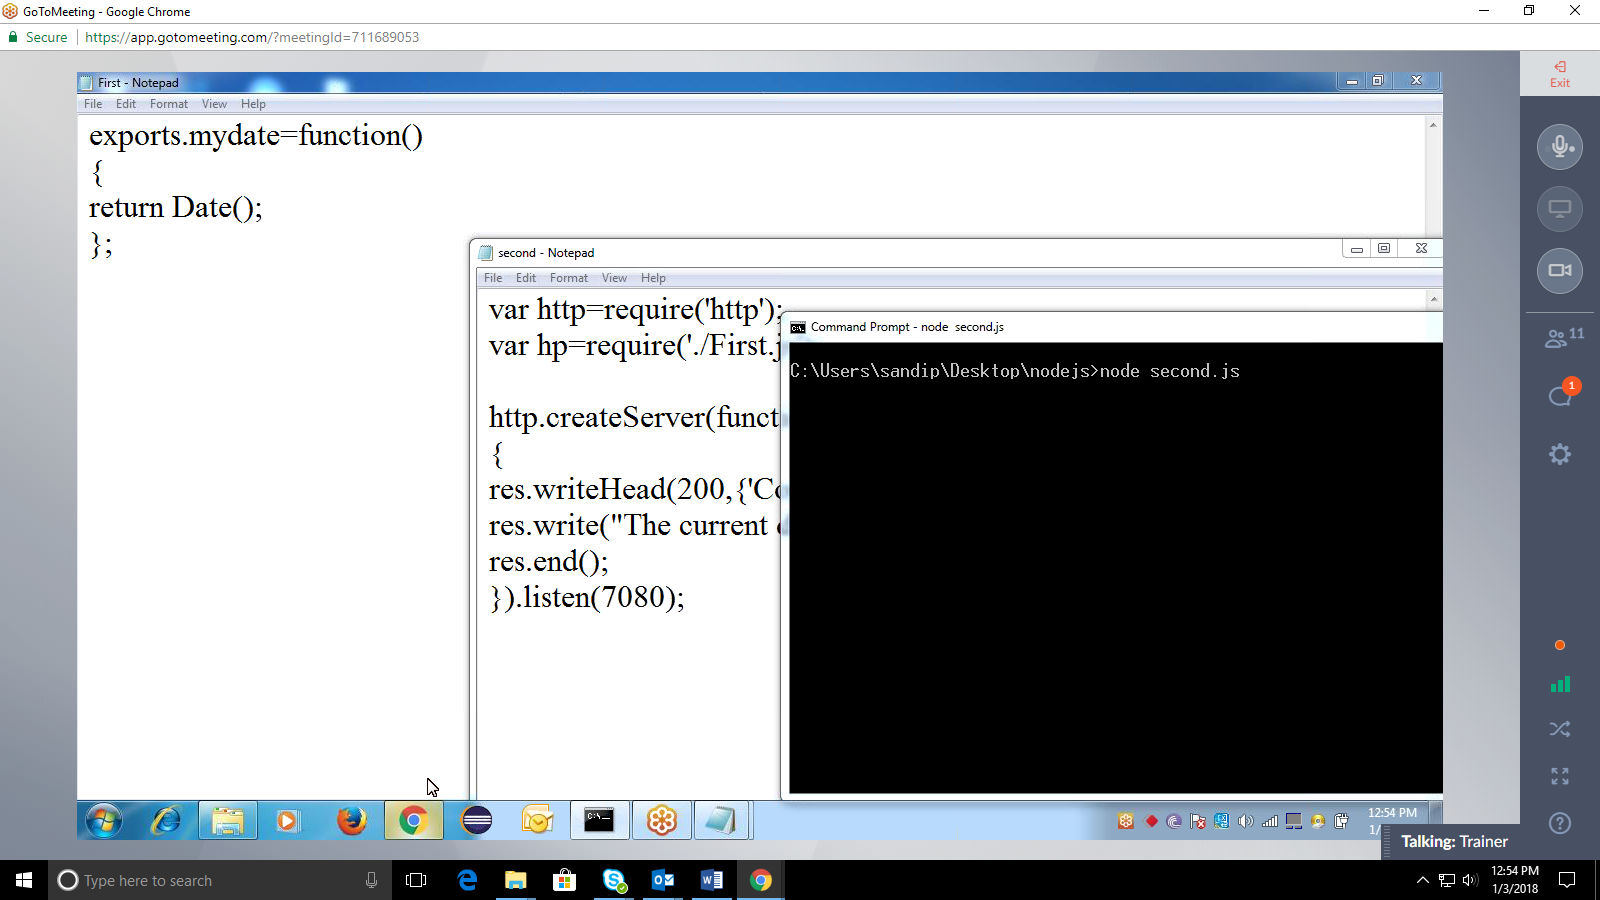 GoToMeeting - Google Chrome
Secure
https://app.gotomeeting.com/?meetingId=711689053
Exit
First - Notepad
File Edit Format View Help
exports.mydate=function()
{
return Date();
};
second - Notepad
File Edit Format View Help
var http=require('http');
var hp=require('./First.j
http.createServer(funct
{
res.writeHead(200,{'Co
res.write("The current
res.end();
}).listen(7080);
Command Prompt - node second.js
C:\Users\sandip\Desktop\nodejs>node second.js
11
1
12:54 PM
1/
Talking: Trainer
Type here to search
12:54 PM
1/3/2018